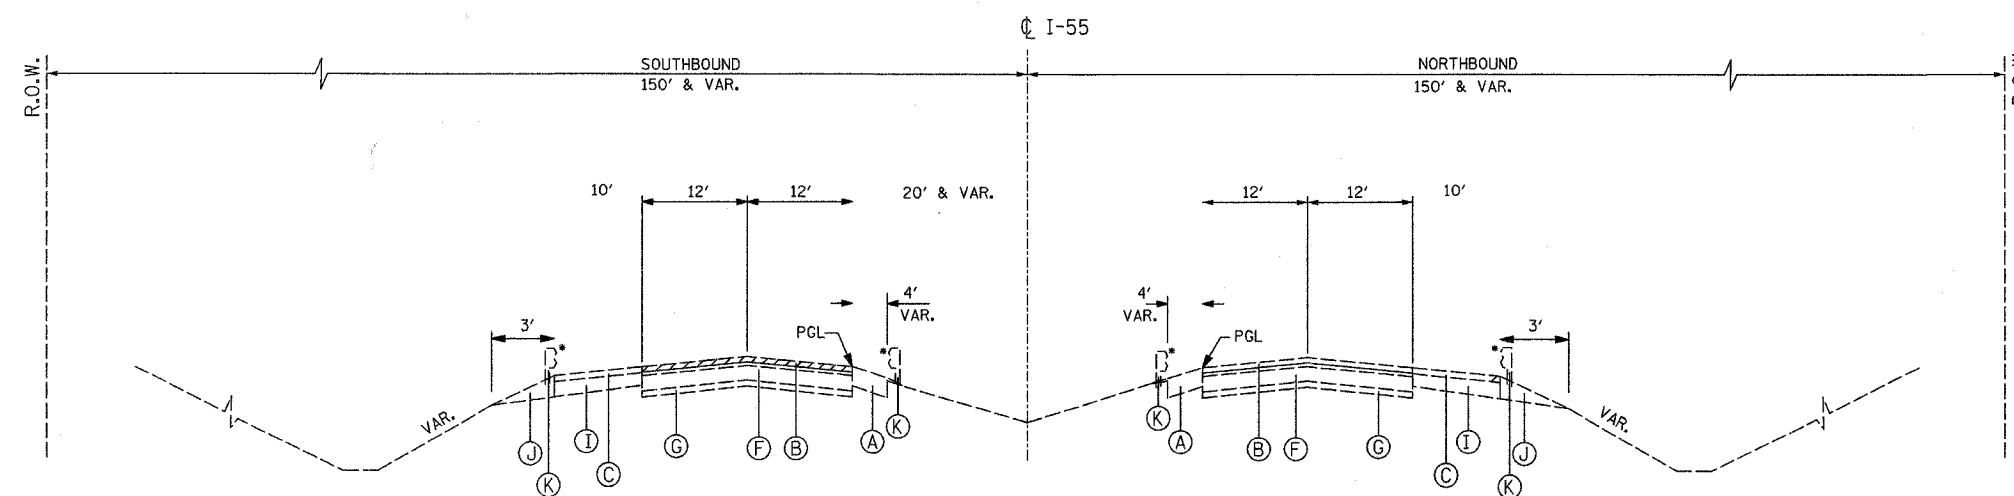 ℄ I-55
R.O.W.
SOUTHBOUND
150' & VAR.
NORTHBOUND
150' & VAR.
10'
12'
12'
20' & VAR.
12'
12'
10'
4'
VAR.
4'
VAR.
3'
PGL
PGL
3'
*
*
*
*
VAR.
VAR.
J
K
I
C
G
F
B
A
K
K
A
B
F
G
C
I
K
J